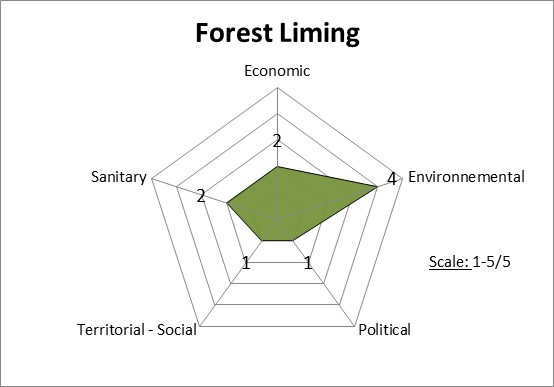 Forest Liming
Economic
2
Sanitary
2
4
Environnemental
Scale: 1-5/5
1
1
Territorial - Social
Political